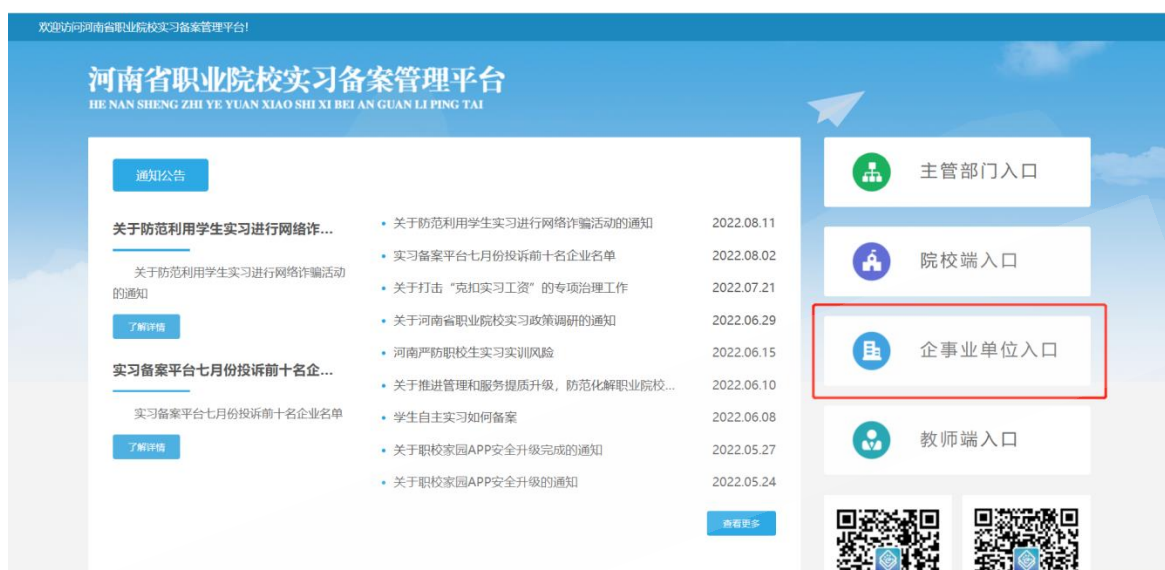 欢迎访问河南省职业院校实习备案管理平台!
河南省职业院校实习备案管理平台
HE NAN SHENG ZHI YE YUAN XIAO SHI XI BEI AN GUAN LI PING TAI
通知公告
关于防范利用学生实习进行网络诈...
关于防范利用学生实习进行网络诈骗活动
的通知
了解详情
实习备案平台七月份投诉前十名企...
实习备案平台七月份投诉前十名企业名单
了解详情
• 关于防范利用学生实习进行网络诈骗活动的通知 2022.08.11
• 实习备案平台七月份投诉前十名企业名单 2022.08.02
• 关于打击“克扣实习工资”的专项治理工作 2022.07.21
• 关于河南省职业院校实习政策调研的通知 2022.06.29
• 河南严防职校生实习实训风险 2022.06.15
• 关于推进管理和服务提质升级，防范化解职业院校... 2022.06.10
• 学生自主实习如何备案 2022.06.08
• 关于职校家园APP安全升级完成的通知 2022.05.27
• 关于职校家园APP安全升级的通知 2022.05.24
查看更多
主管部门入口
院校端入口
企事业单位入口
教师端入口